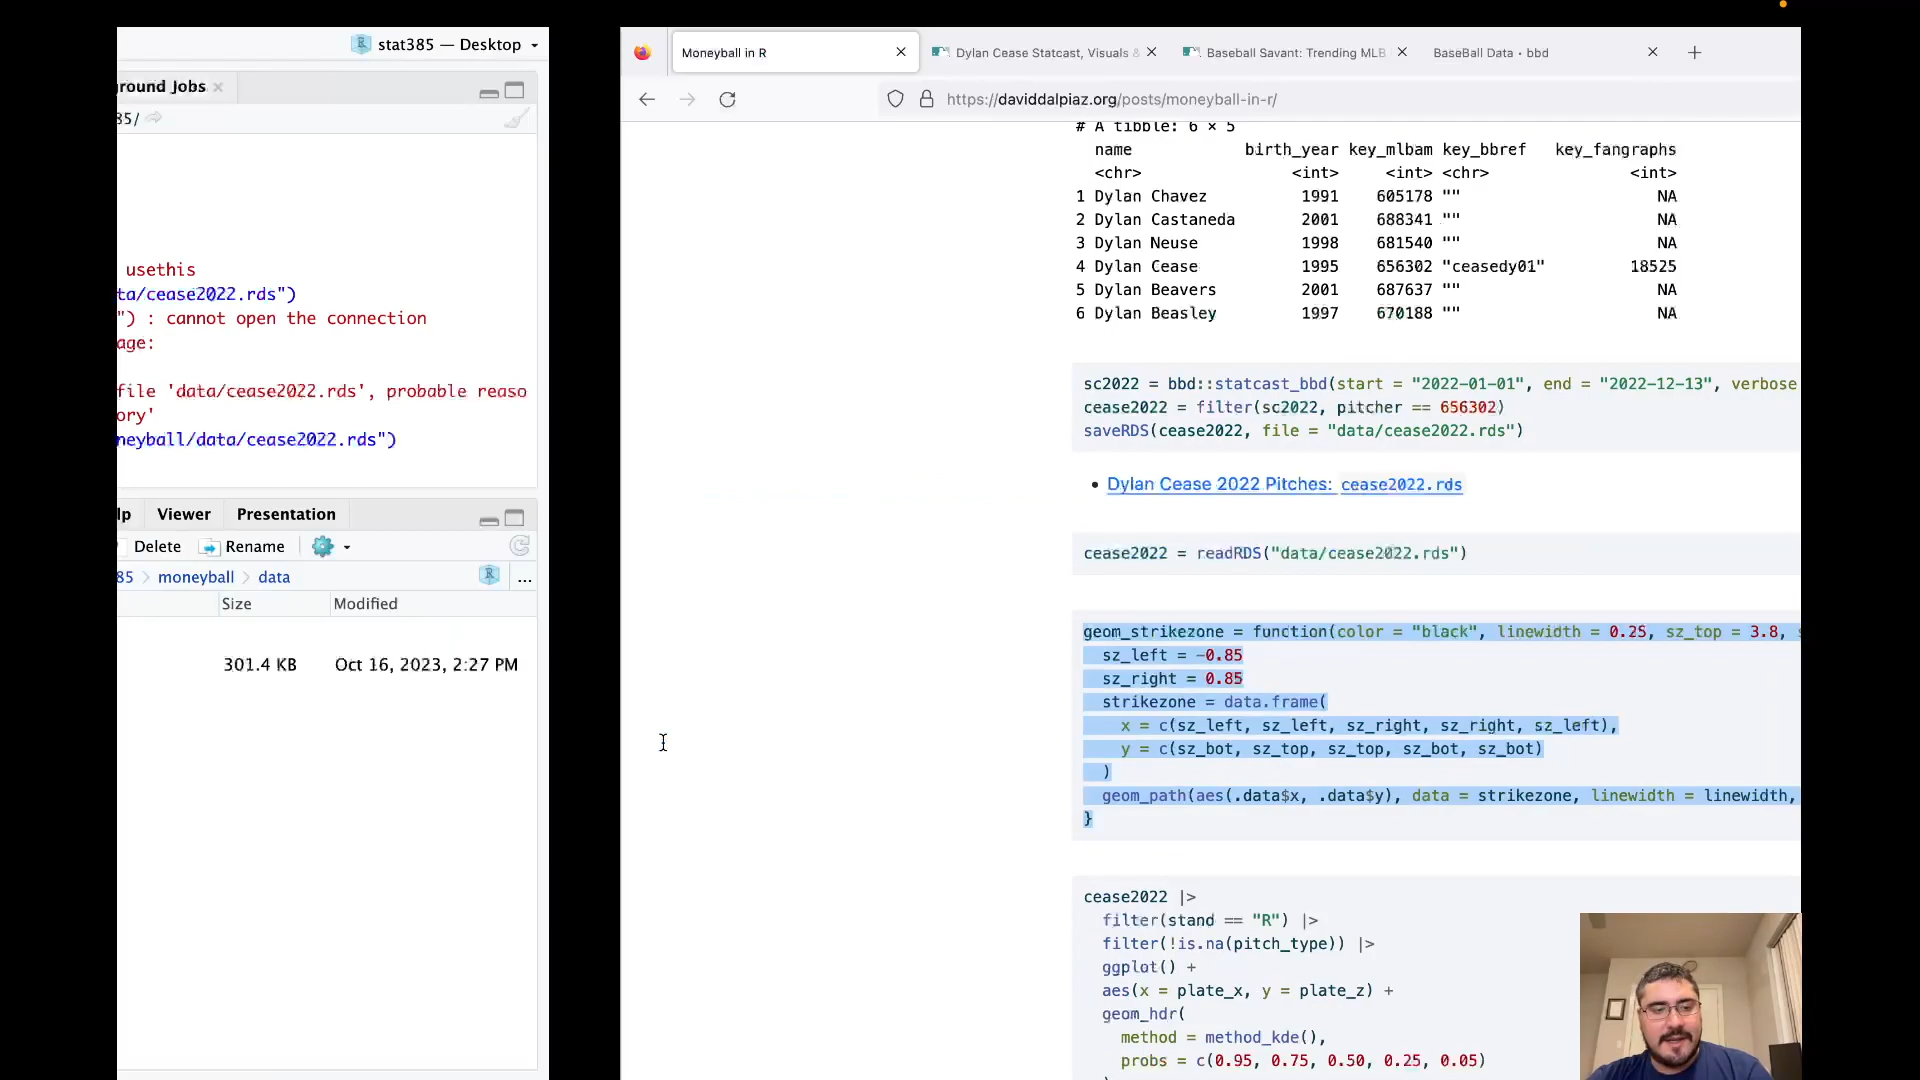 stat385 — Desktop
round Jobs
85/
usethis
ta/cease2022.rds")
") : cannot open the connection
age:
file 'data/cease2022.rds', probable reaso
ory'
neyball/data/cease2022.rds")
lp Viewer Presentation
Delete Rename
85 moneyball data ...
Size Modified
301.4 KB Oct 16, 2023, 2:27 PM
Moneyball in R
Dylan Cease Statcast, Visuals &
Baseball Savant: Trending MLB
BaseBall Data • bbd
https://daviddalpiaz.org/posts/moneyball-in-r/
# A tibble: 6 × 5
name birth_year key_mlbam key_bbref key_fangraphs
<chr> <int> <int> <chr> <int>
1 Dylan Chavez 1991 605178 "" NA
2 Dylan Castaneda 2001 688341 "" NA
3 Dylan Neuse 1998 681540 "" NA
4 Dylan Cease 1995 656302 "ceasedy01" 18525
5 Dylan Beavers 2001 687637 "" NA
6 Dylan Beasley 1997 670188 "" NA
sc2022 = bbd::statcast_bbd(start = "2022-01-01", end = "2022-12-13", verbose
cease2022 = filter(sc2022, pitcher == 656302)
saveRDS(cease2022, file = "data/cease2022.rds")
• Dylan Cease 2022 Pitches: cease2022.rds
cease2022 = readRDS("data/cease2022.rds")
geom_strikezone = function(color = "black", linewidth = 0.25, sz_top = 3.8,
sz_left = -0.85
sz_right = 0.85
strikezone = data.frame(
x = c(sz_left, sz_left, sz_right, sz_right, sz_left),
y = c(sz_bot, sz_top, sz_top, sz_bot, sz_bot)
)
geom_path(aes(.data$x, .data$y), data = strikezone, linewidth = linewidth,
}
cease2022 |>
filter(stand == "R") |>
filter(!is.na(pitch_type)) |>
ggplot() +
aes(x = plate_x, y = plate_z) +
geom_hdr(
method = method_kde(),
probs = c(0.95, 0.75, 0.50, 0.25, 0.05)